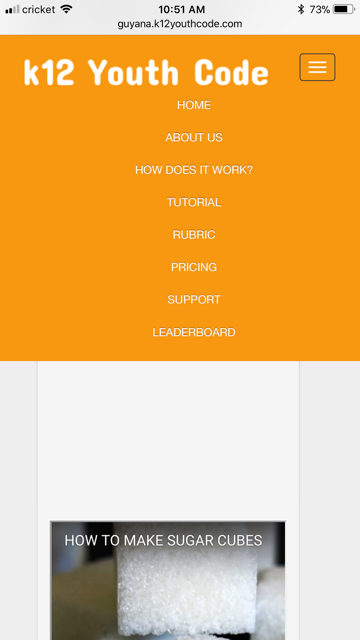 cricket 10:51 AM 73%
guyana.k12youthcode.com
k12 Youth Code
HOME
ABOUT US
HOW DOES IT WORK?
TUTORIAL
RUBRIC
PRICING
SUPPORT
LEADERBOARD
HOW TO MAKE SUGAR CUBES